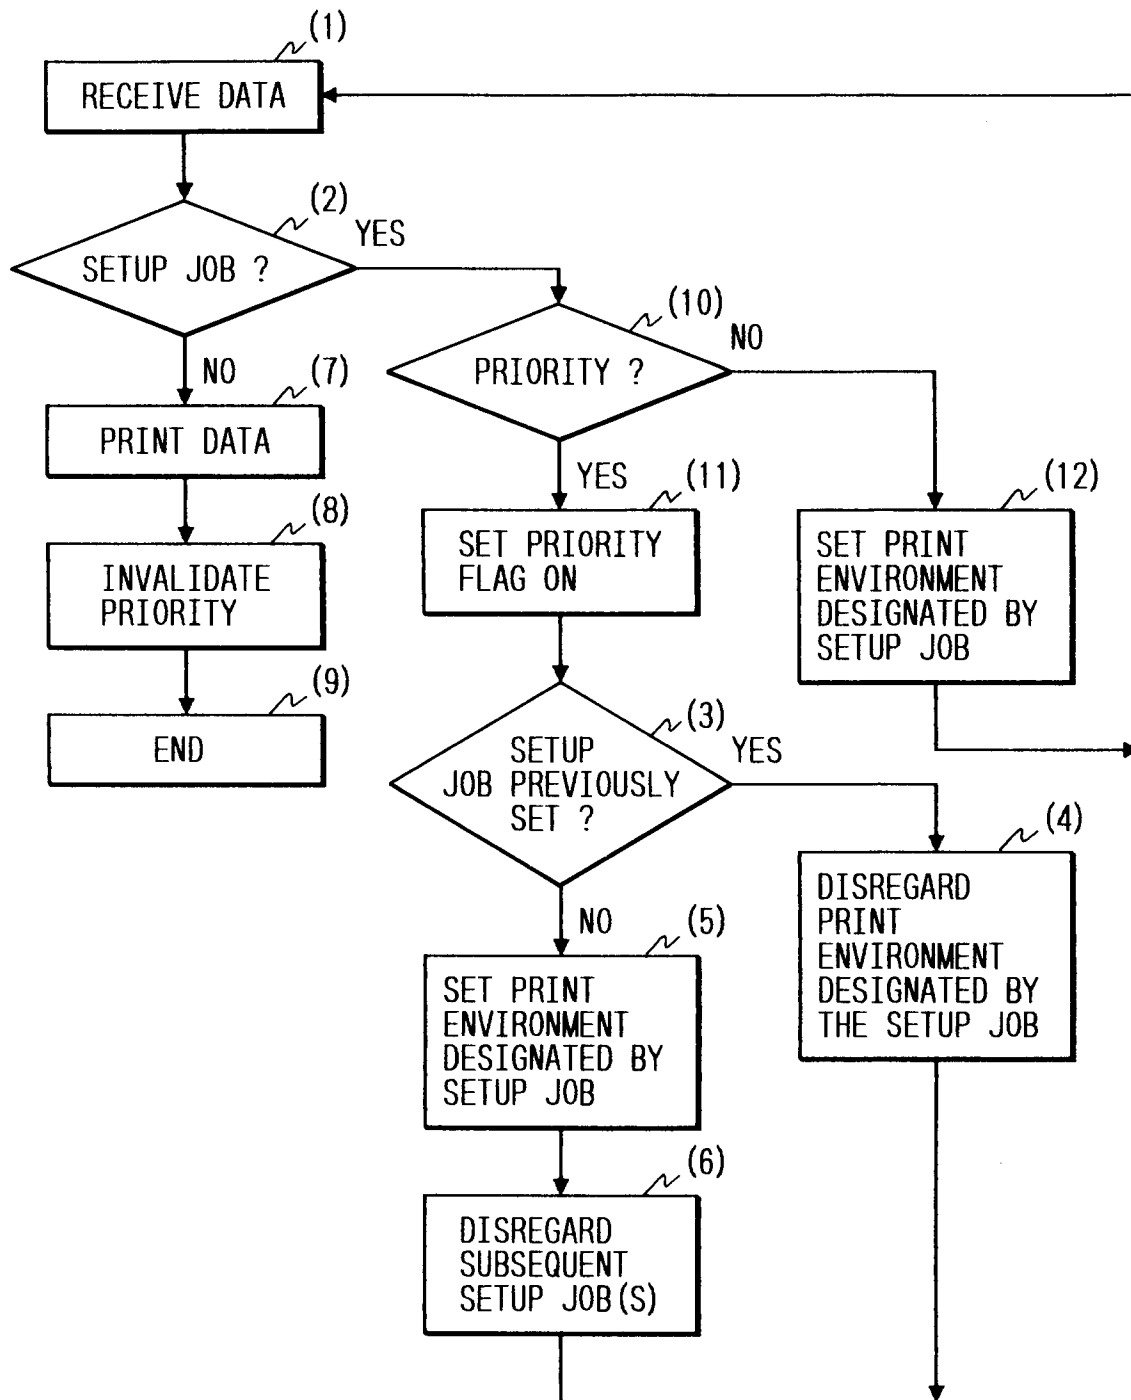 (1)
RECEIVE DATA
(2)
SETUP JOB ?
YES
NO
(10)
PRIORITY ?
NO
YES
(7)
PRINT DATA
(8)
INVALIDATE
PRIORITY
(9)
END
(11)
SET PRIORITY
FLAG ON
(12)
SET PRINT
ENVIRONMENT
DESIGNATED BY
SETUP JOB
(3)
SETUP
JOB PREVIOUSLY
SET ?
YES
NO
(4)
DISREGARD
PRINT
ENVIRONMENT
DESIGNATED BY
THE SETUP JOB
(5)
SET PRINT
ENVIRONMENT
DESIGNATED BY
SETUP JOB
(6)
DISREGARD
SUBSEQUENT
SETUP JOB(S)